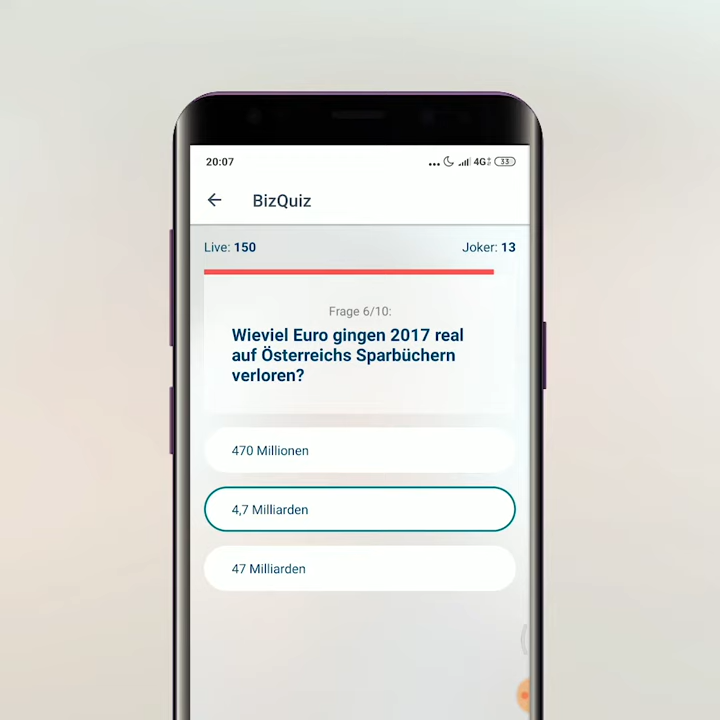 20:07
4G
33
BizQuiz
Live: 150
Joker: 13
Frage 6/10:
Wieviel Euro gingen 2017 real
auf Österreichs Sparbüchern
verloren?
470 Millionen
4,7 Milliarden
47 Milliarden